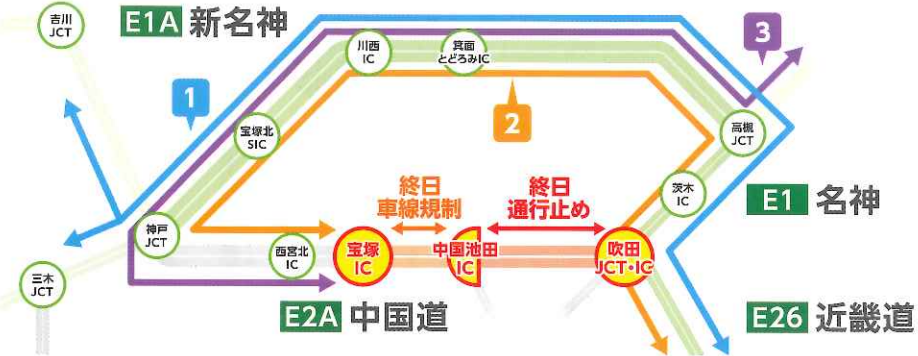 吉川
JCT
E1A 新名神
川西
IC
箕面
とどろみIC
3
1
2
宝塚北
SIC
高槻
JCT
終日
車線規制
終日
通行止め
茨木
IC
E1 名神
神戸
JCT
西宮北
IC
宝塚
IC
中国池田
IC
吹田
JCT・IC
三木
JCT
E2A 中国道
E26 近畿道